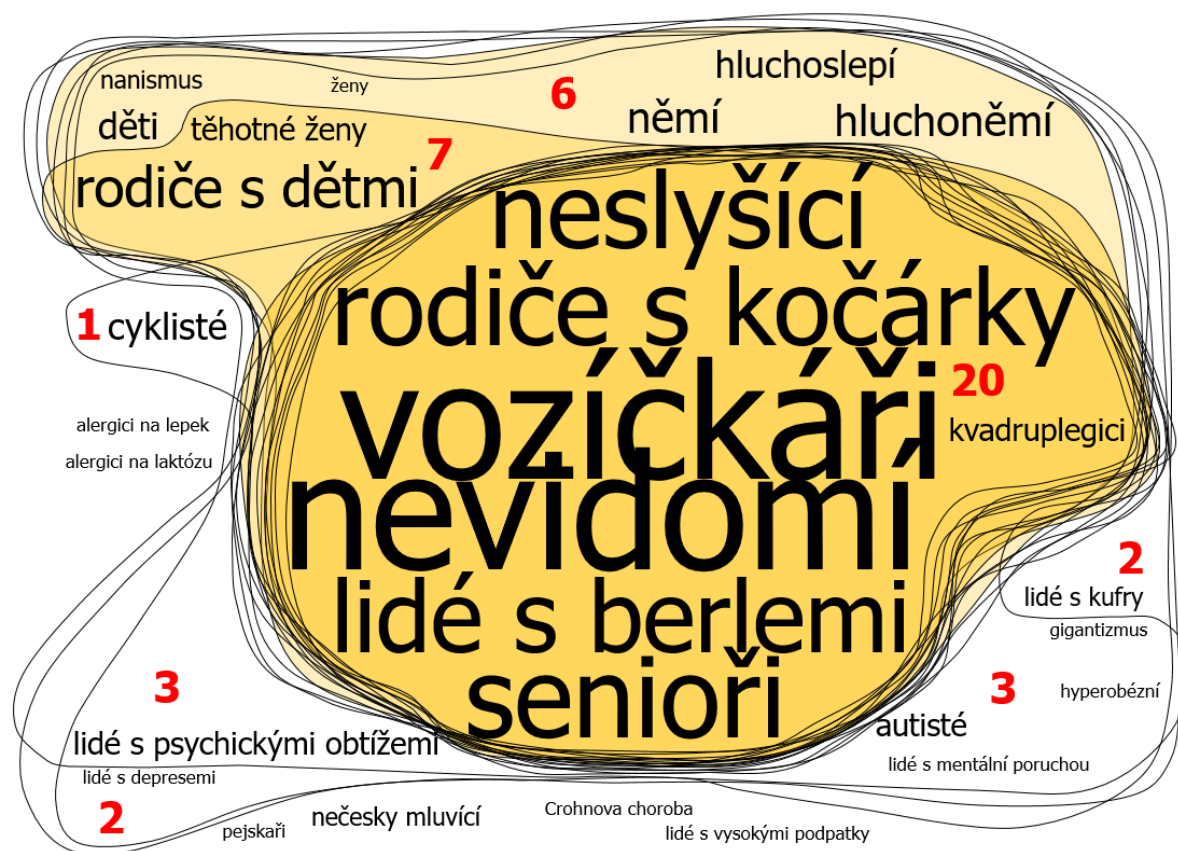 nanismus
ženy
6
hluchoslepí
děti
těhotné ženy
němí
hluchoněmí
7
rodiče s dětmi
neslyšící
rodiče s kočárky
1 cyklisté
vozíčkáři
20
kvadruplegici
alergici na lepek
alergici na laktózu
nevidomí
2
lidé s kufry
gigantizmus
lidé s berlemi
3
senioři
3
hyperobézní
autisté
lidé s psychickými obtížemi
lidé s depresemi
lidé s mentální poruchou
2
pejskaři
nečesky mluvící
Crohnova choroba
lidé s vysokými podpatky